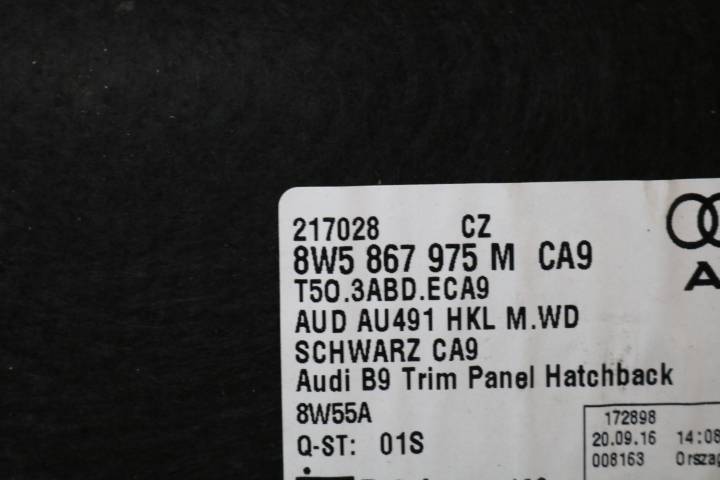 217028 CZ
8W5 867 975 M CA9
T50.3ABD.ECA9
AUD AU491 HKL M.WD
SCHWARZ CA9
Audi B9 Trim Panel Hatchback
8W55A
Q-ST: 01S
172898
20.09.16 14:08
008163 Orszag